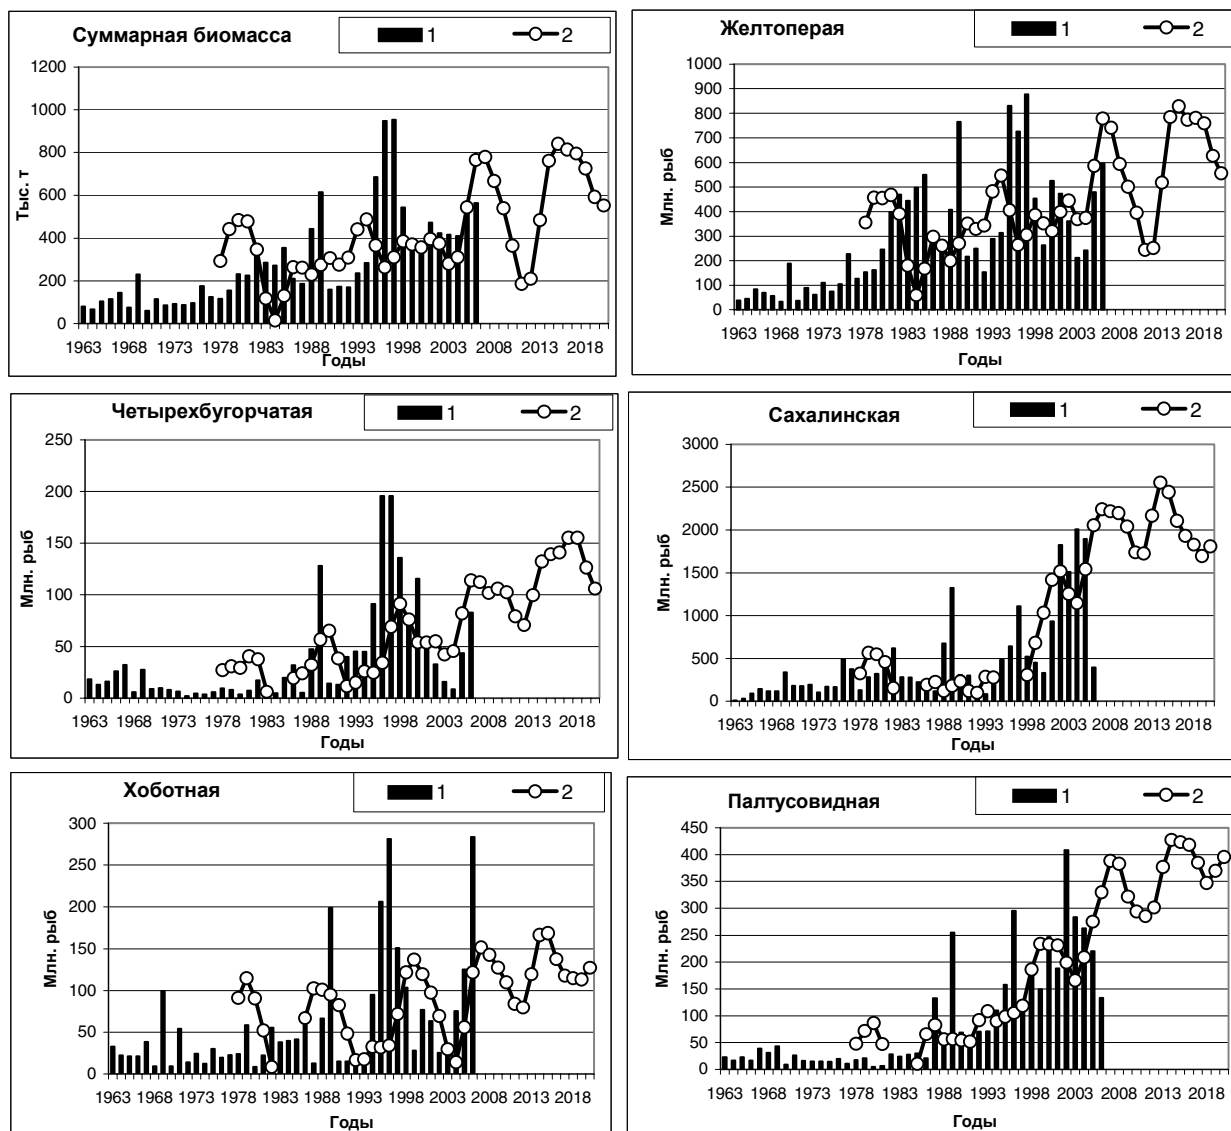 Суммарная биомасса 1 2
Тыс. т
1200
1000
800
600
400
200
0
1963 1968 1973 1978 1983 1988 1993 1998 2003 2008 2013 2018
Годы
Желтоперая 1 2
Млн. рыб
1000
900
800
700
600
500
400
300
200
100
0
1963 1968 1973 1978 1983 1988 1993 1998 2003 2008 2013 2018
Годы
Четырехбугорчатая 1 2
Млн. рыб
250
200
150
100
50
0
1963 1968 1973 1978 1983 1988 1993 1998 2003 2008 2013 2018
Годы
Сахалинская 1 2
Млн. рыб
3000
2500
2000
1500
1000
500
0
1963 1968 1973 1978 1983 1988 1993 1998 2003 2008 2013 2018
Годы
Хоботная 1 2
Млн. рыб
300
250
200
150
100
50
0
1963 1968 1973 1978 1983 1988 1993 1998 2003 2008 2013 2018
Годы
Палтусовидная 1 2
Млн. рыб
450
400
350
300
250
200
150
100
50
0
1963 1968 1973 1978 1983 1988 1993 1998 2003 2008 2013 2018
Годы